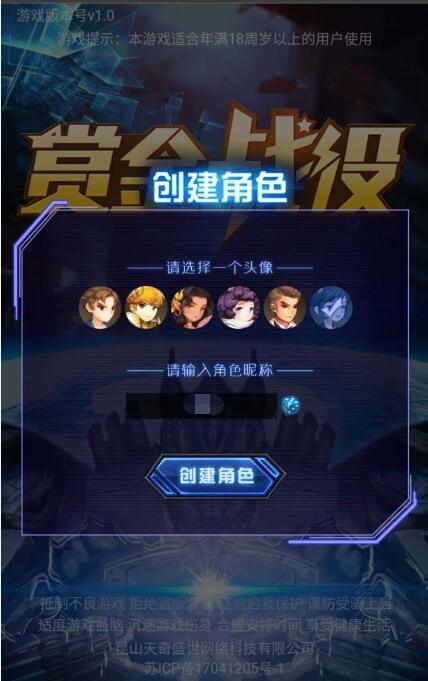 游戏版本号v1.0
游戏提示：本游戏适合年满18周岁以上的用户使用
赏金战役
创建角色
请选择一个头像
请输入角色昵称
创建角色
抵制不良游戏 拒绝盗版游戏 注意自我保护 谨防受骗上当
适度游戏益脑 沉迷游戏伤身 合理安排时间 享受健康生活
昆山天奇盛世网络科技有限公司
苏ICP备17041205号-1